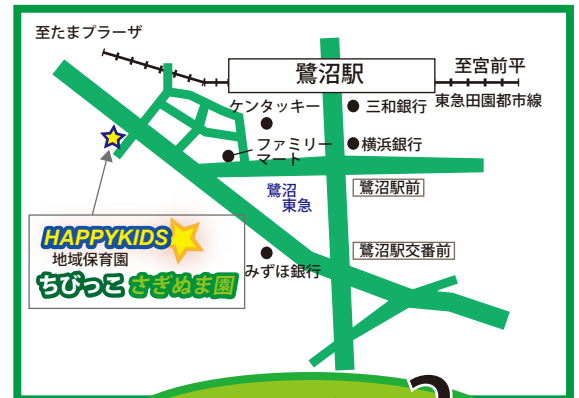 至たまプラーザ
鷺沼駅
至宮前平
東急田園都市線
ケンタッキー
三和銀行
ファミリー
マート
横浜銀行
鷺沼
東急
鷺沼駅前
HAPPYKIDS
地域保育園
ちびっこ さぎぬま園
みずほ銀行
鷺沼駅交番前